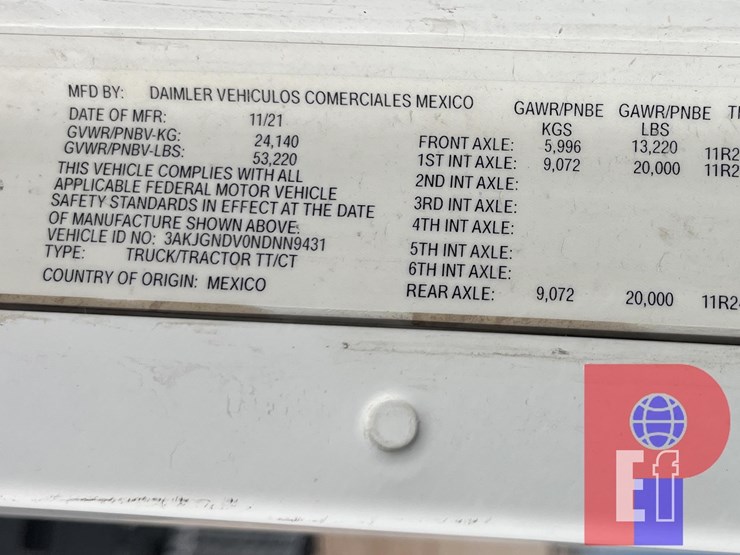 MFD BY: DAIMLER VEHICULOS COMERCIALES MEXICO
DATE OF MFR: 11/21
GVWR/PNBV-KG: 24,140
GVWR/PNBV-LBS: 53,220
THIS VEHICLE COMPLIES WITH ALL
APPLICABLE FEDERAL MOTOR VEHICLE
SAFETY STANDARDS IN EFFECT AT THE DATE
OF MANUFACTURE SHOWN ABOVE.
VEHICLE ID NO: 3AKJGNDV0NDNN9431
TYPE: TRUCK/TRACTOR TT/CT
COUNTRY OF ORIGIN: MEXICO
GAWR/PNBE GAWR/PNBE
KGS LBS
FRONT AXLE: 5,996 13,220 11R2
1ST INT AXLE: 9,072 20,000 11R2
2ND INT AXLE:
3RD INT AXLE:
4TH INT AXLE:
5TH INT AXLE:
6TH INT AXLE:
REAR AXLE: 9,072 20,000 11R2
P
E f